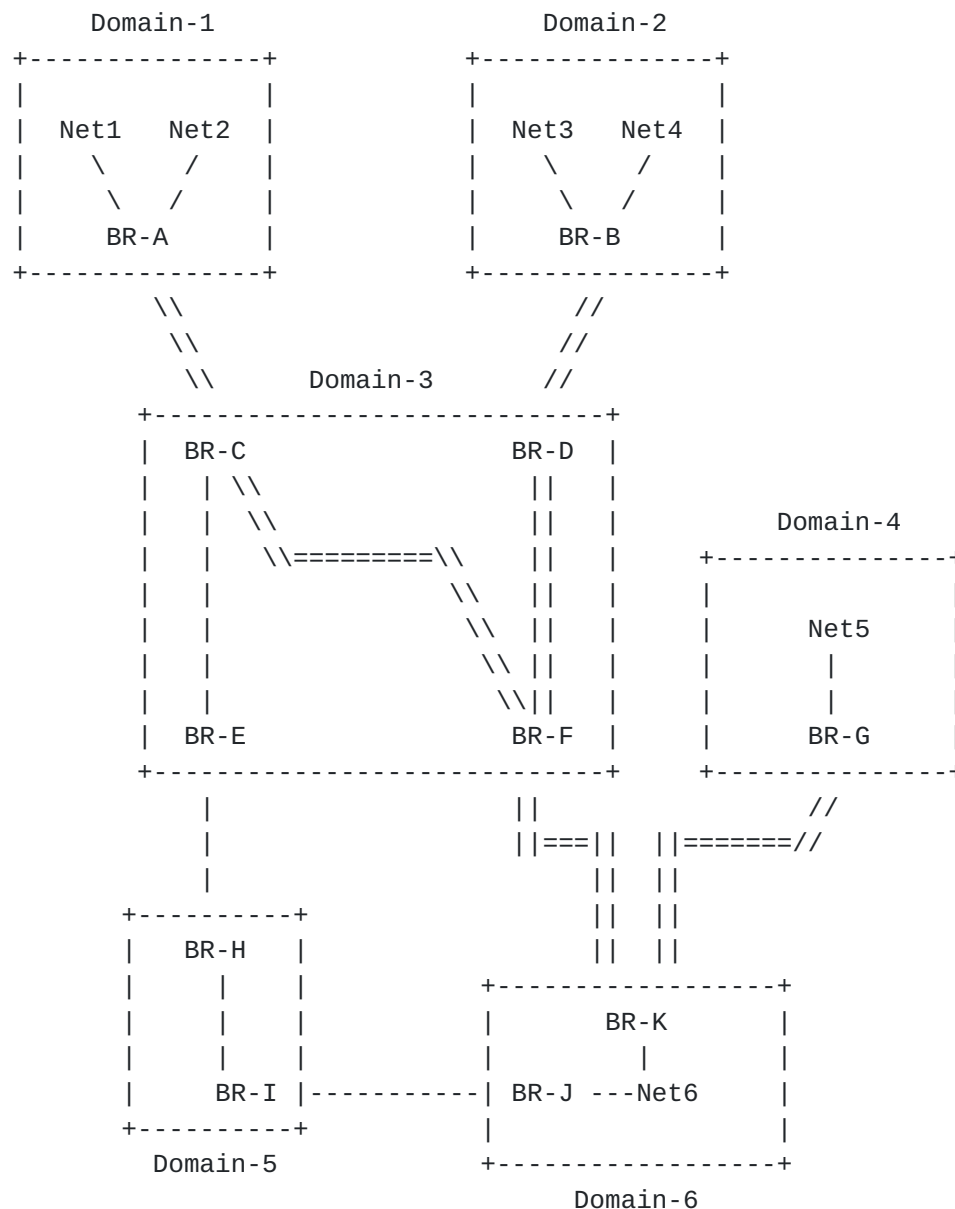 Domain-1 Domain-2
Net1 Net2 Net3 Net4
BR-A BR-B
Domain-3
BR-C BR-D
Domain-4
Net5
BR-E BR-F BR-G
BR-H
BR-K
BR-I BR-J ---Net6
Domain-5
Domain-6